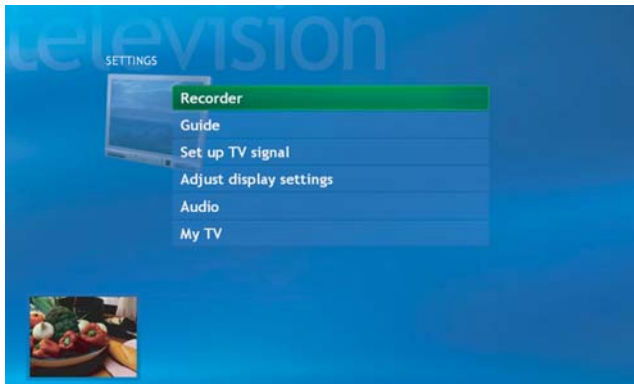 television
SETTINGS
Recorder
Guide
Set up TV signal
Adjust display settings
Audio
My TV